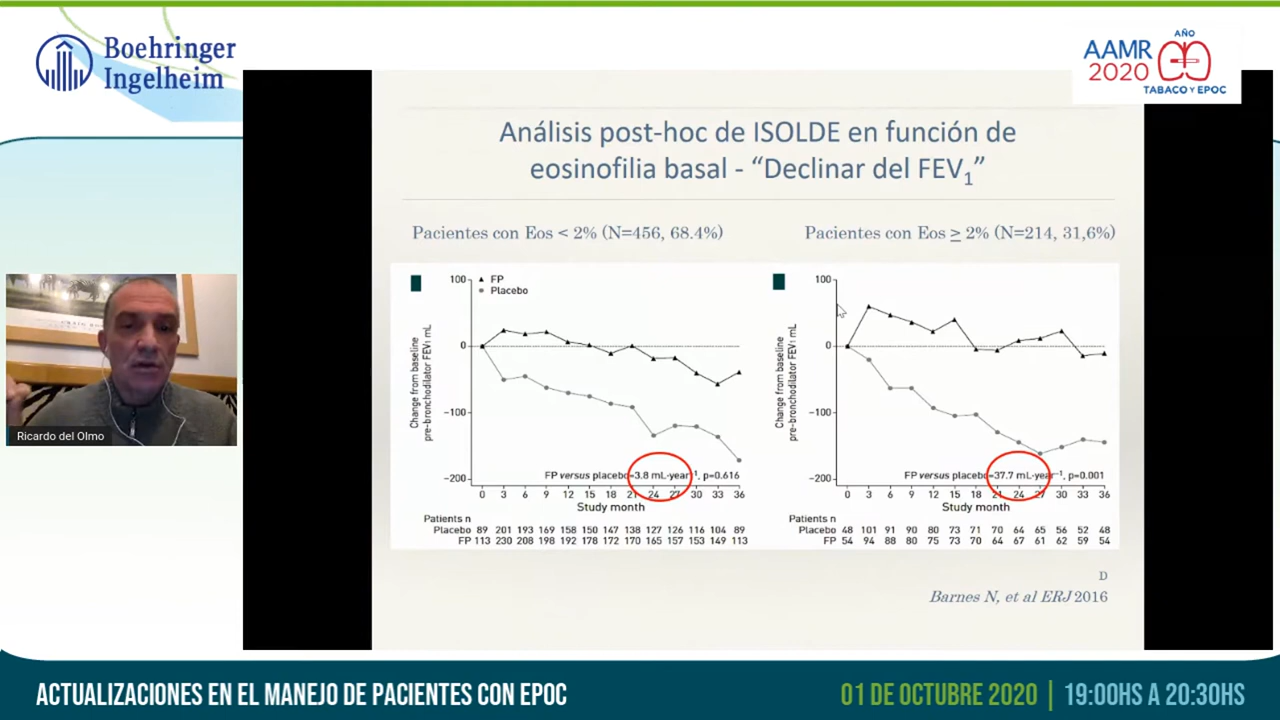 Boehringer
Ingelheim
AÑO
AAMR
2020
TABACO Y EPOC
Análisis post-hoc de ISOLDE en función de
eosinofilia basal - “Declinar del FEV1”
Pacientes con Eos < 2% (N=456, 68.4%)
Pacientes con Eos ≥ 2% (N=214, 31,6%)
FP
Placebo
Change from baseline
pre-bronchodilator FEV1 mL
100
0
-100
-200
FP versus placebo=3.8 mL·year⁻¹, p=0.616
0 3 6 9 12 15 18 21 24 27 30 33 36
Study month
Patients n
Placebo 89 201 193 169 158 150 147 138 127 126 116 104 89
FP 113 230 208 198 192 178 172 170 165 157 153 149 113
Change from baseline
pre-bronchodilator FEV1 mL
100
0
-100
-200
FP versus placebo=37.7 mL·year⁻¹, p=0.001
0 3 6 9 12 15 18 21 24 27 30 33 36
Study month
Patients n
Placebo 48 101 91 90 80 73 71 70 64 65 56 52 48
FP 54 94 88 80 75 73 70 64 67 61 62 59 54
D
Barnes N, et al ERJ 2016
Ricardo del Olmo
ACTUALIZACIONES EN EL MANEJO DE PACIENTES CON EPOC
01 DE OCTUBRE 2020 | 19:00HS A 20:30HS